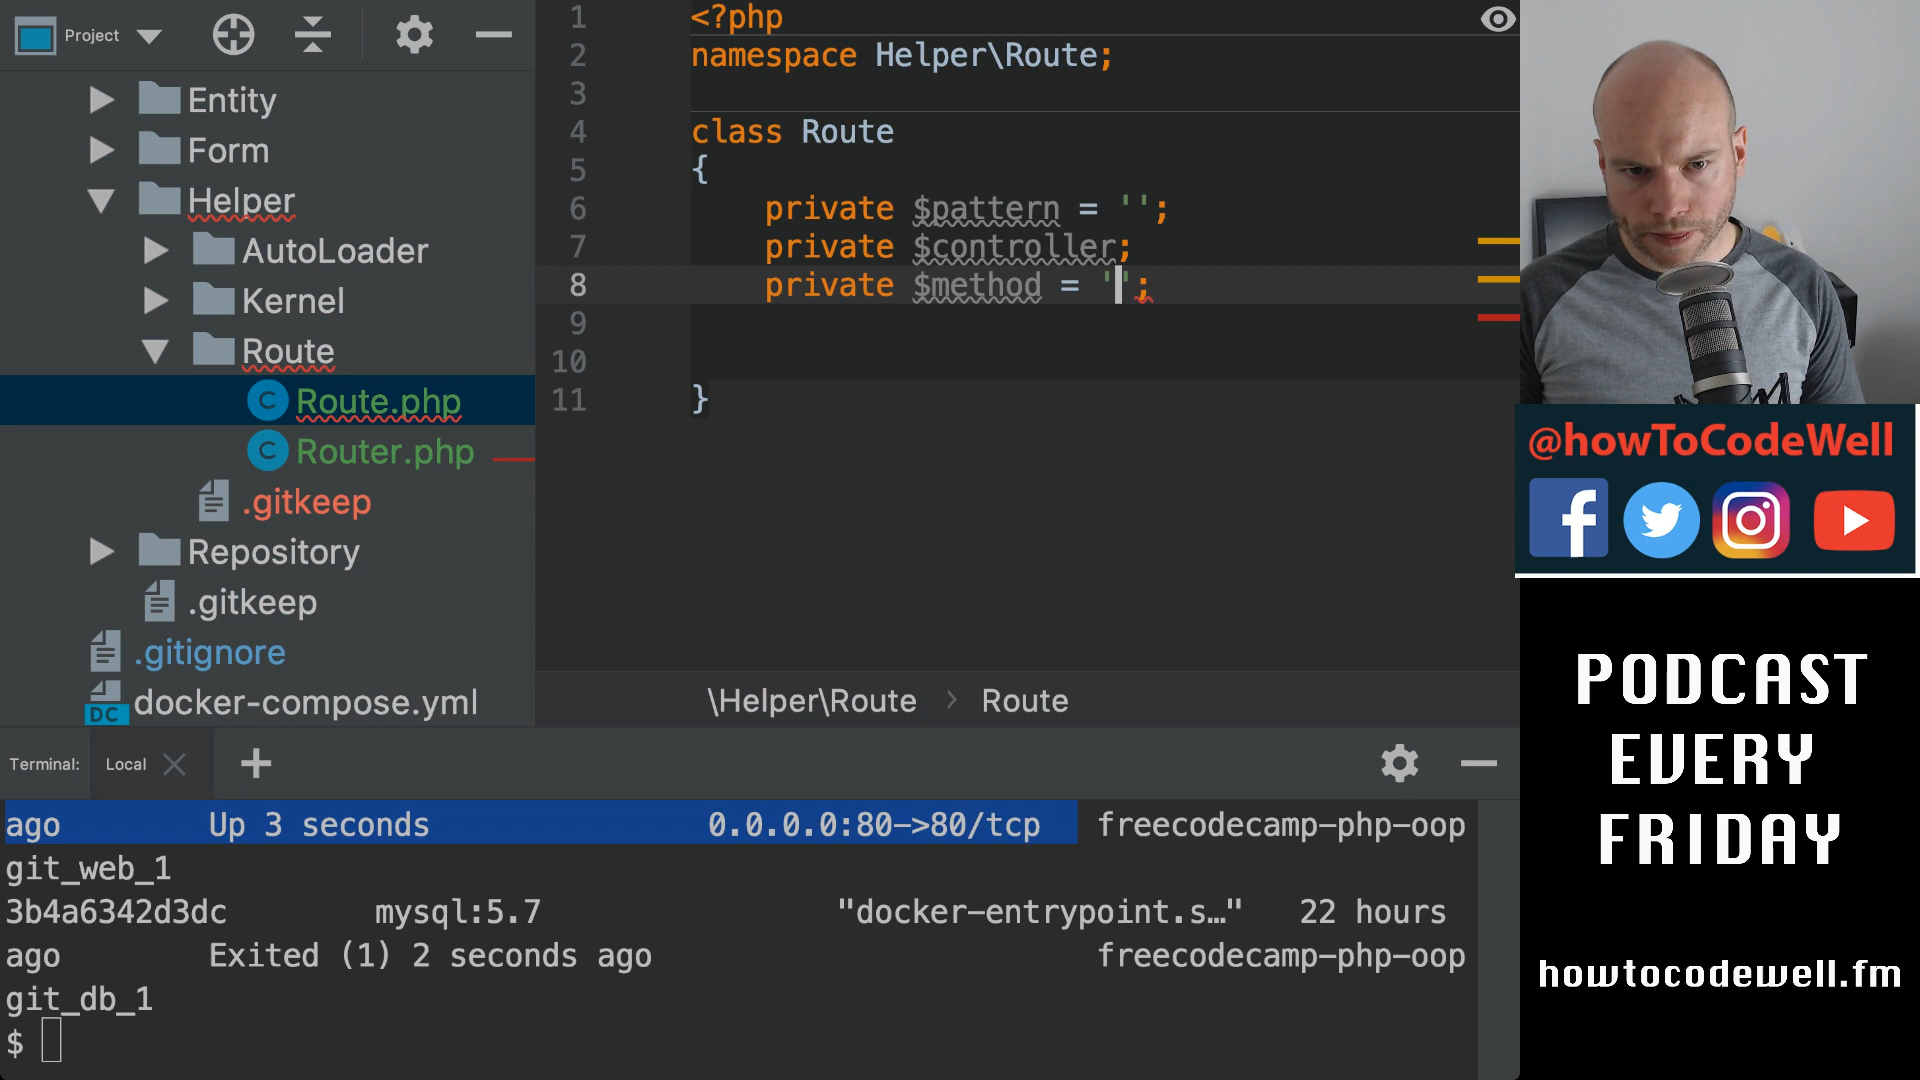 Project
Entity
Form
Helper
AutoLoader
Kernel
Route
Route.php
Router.php
.gitkeep
Repository
.gitkeep
.gitignore
docker-compose.yml
1 <?php
2 namespace Helper\Route;
3
4 class Route
5 {
6 private $pattern = '';
7 private $controller;
8 private $method = '';
9
10
11 }
\Helper\Route > Route
Terminal: Local
ago Up 3 seconds 0.0.0.0:80->80/tcp freecodecamp-php-oop
git_web_1
3b4a6342d3dc mysql:5.7 "docker-entrypoint.s…" 22 hours
ago Exited (1) 2 seconds ago freecodecamp-php-oop
git_db_1
$
@howToCodeWell
PODCAST
EVERY
FRIDAY
howtocodewell.fm